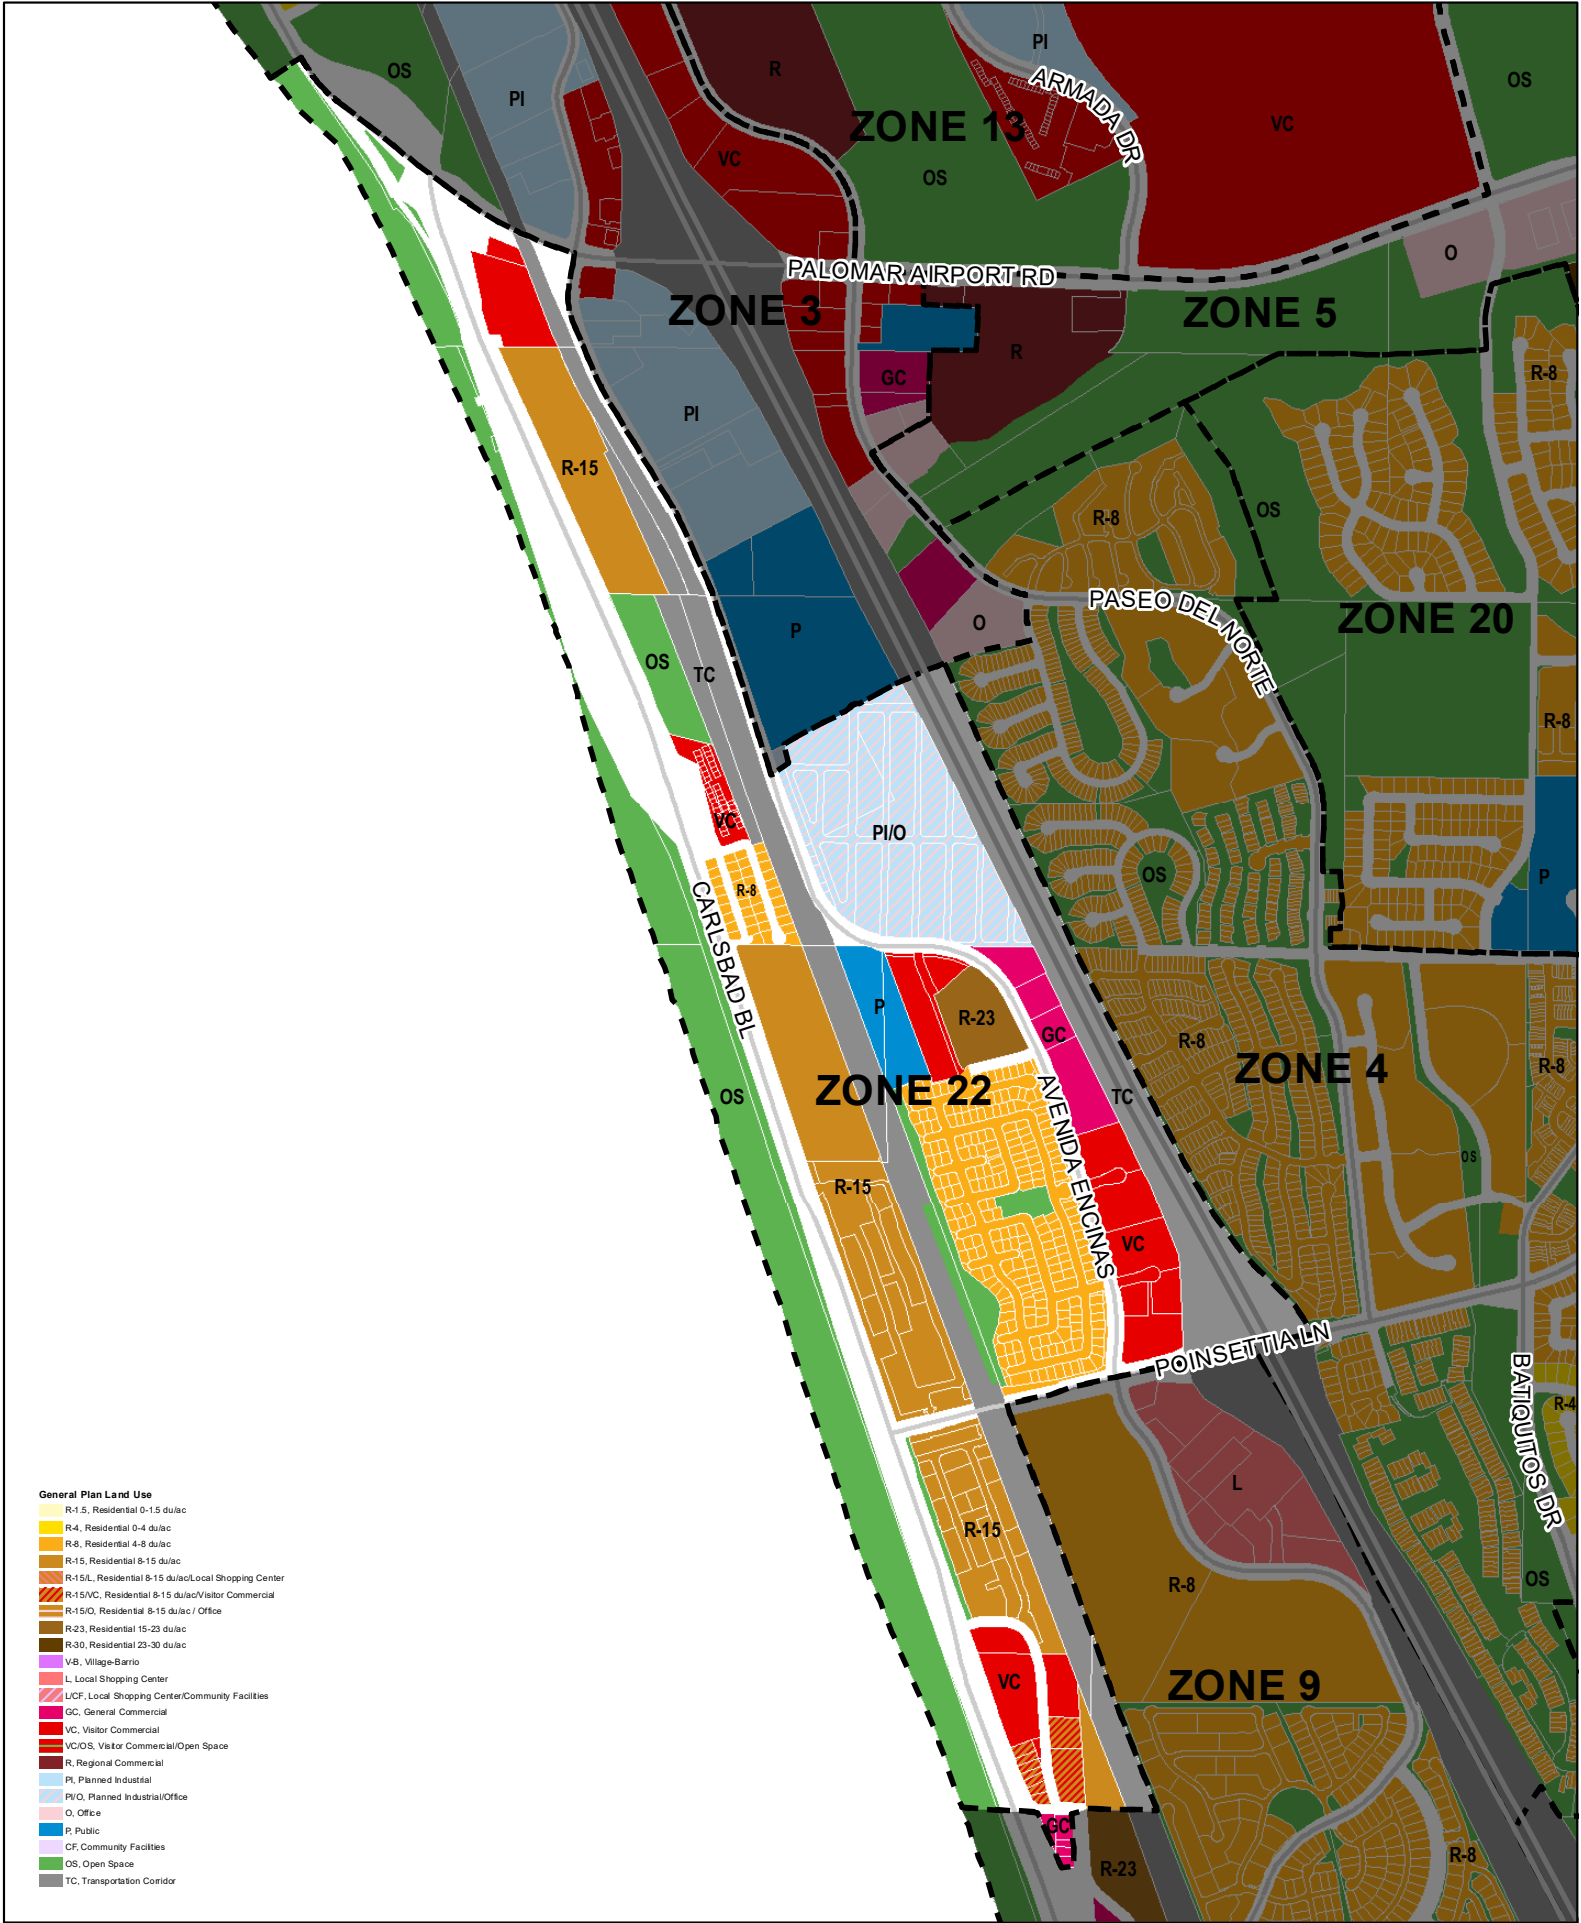 OS
PI
PI
R
OS
VC
ARMADA DR
ZONE 13
VC
OS
O
PALOMAR AIRPORT RD
ZONE 3
ZONE 5
R
GC
R-8
PI
R-15
R-8
OS
PASEO DEL NORTE
ZONE 20
P
O
OS
TC
R-8
VC
PI/O
OS
P
R-8
CARLSBAD BL
P
R-23
GC
R-8
ZONE 4
R-8
ZONE 22
OS
AVENIDA ENCINAS
TC
OS
R-15
VC
POINSETTIA LN
BATIQUITOS DR
R-4
L
R-15
R-8
OS
VC
ZONE 9
GC
R-23
R-8
General Plan Land Use
R-1.5, Residential 0-1.5 du/ac
R-4, Residential 0-4 du/ac
R-8, Residential 4-8 du/ac
R-15, Residential 8-15 du/ac
R-15/L, Residential 8-15 du/ac/Local Shopping Center
R-15/VC, Residential 8-15 du/ac/Visitor Commercial
R-15/O, Residential 8-15 du/ac / Office
R-23, Residential 15-23 du/ac
R-30, Residential 23-30 du/ac
V-B, Village-Barrio
L, Local Shopping Center
L/CF, Local Shopping Center/Community Facilities
GC, General Commercial
VC, Visitor Commercial
VC/OS, Visitor Commercial/Open Space
R, Regional Commercial
PI, Planned Industrial
PI/O, Planned Industrial/Office
O, Office
P, Public
CF, Community Facilities
OS, Open Space
TC, Transportation Corridor